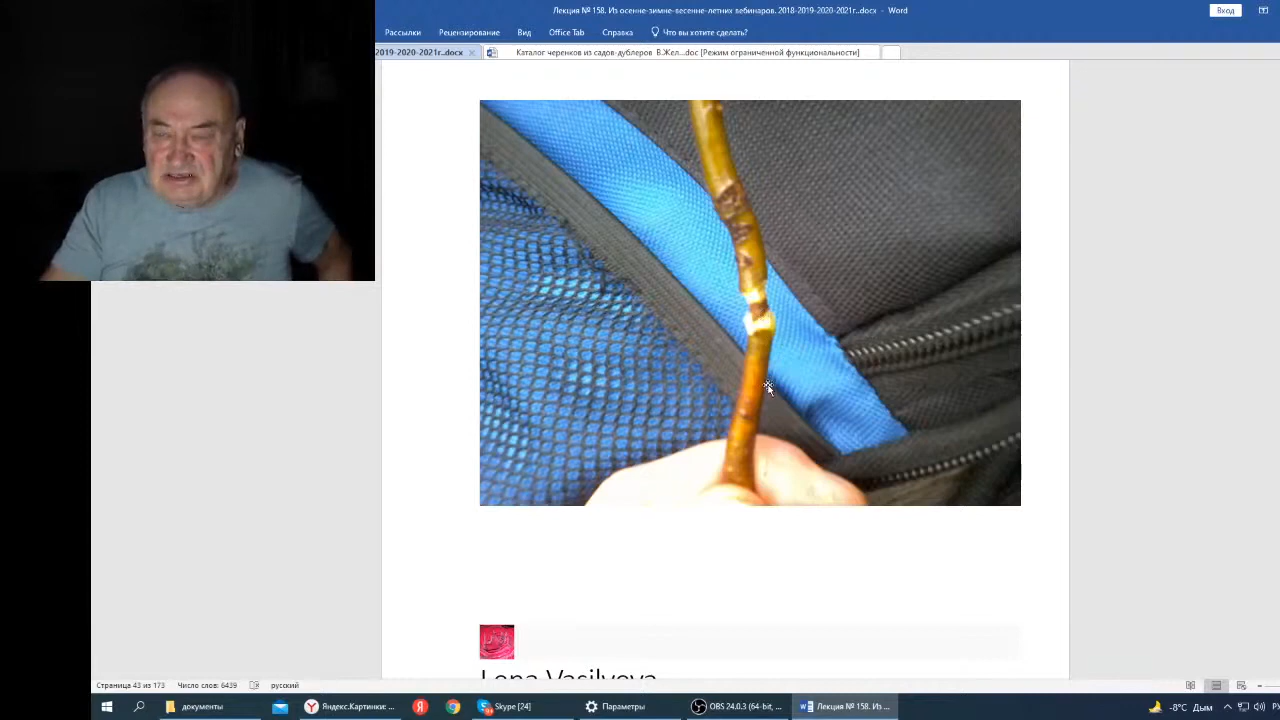 Лекция № 158. Из осенне-зимне-весенне-летних вебинаров. 2018-2019-2020-2021г..docx - Word
Вход
Рассылки Рецензирование Вид Office Tab Справка Что вы хотите сделать?
2019-2020-2021г..docx Каталог черенков из садов-дублеров В.Жел...doc [Режим ограниченной функциональности]
Lena Vasilyeva
Страница 43 из 173 Число слов: 6439 русский
документы Яндекс.Картинки: ... Skype [24] Параметры OBS 24.0.3 (64-bit, ... Лекция № 158. Из ... -8°C Дым